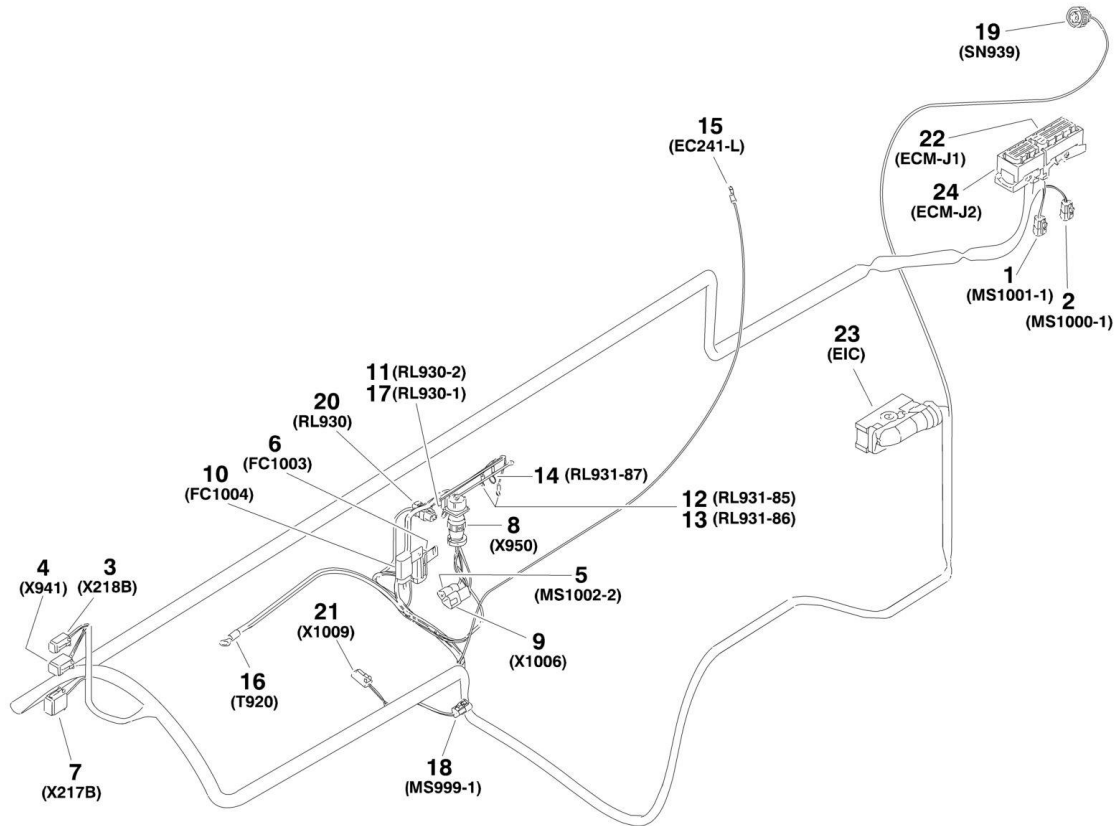 19
(SN939)
15
(EC241-L)
22
(ECM-J1)
24
(ECM-J2)
1
(MS1001-1)
2
(MS1000-1)
23
(EIC)
11 (RL930-2)
17 (RL930-1)
20
(RL930)
6
(FC1003)
10
(FC1004)
14 (RL931-87)
12 (RL931-85)
13 (RL931-86)
8
(X950)
5
(MS1002-2)
9
(X1006)
4
(X941)
3
(X218B)
21
(X1009)
16
(T920)
7
(X217B)
18
(MS999-1)